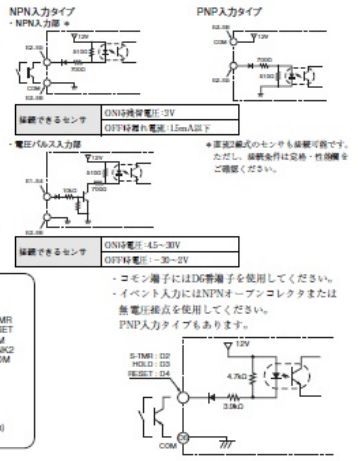 NPN入力タイプ
・NPN入力部 *
12V
510Ω
700Ω
COM
接続できるセンサ
ON時残留電圧:3V
OFF時漏れ電流:1.5mA以下
PNP入力タイプ
COM
12V
700Ω
510Ω
*直流2線式のセンサも接続可能です。
ただし、接続条件は定格・性能欄を
ご確認ください。
・電圧パルス入力部
12V
510Ω
10kΩ
700Ω
接続できるセンサ
ON時電圧:4.5～30V
OFF時電圧:-30～2V
・コモン端子にはD6番端子を使用してください。
・イベント入力にはNPNオープンコレクタまたは
無電圧接点を使用してください。
PNP入力タイプもあります。
12V
S-TMR : D2
HOLD : D3
RESET : D4
4.7kΩ
3.9kΩ
D6
COM